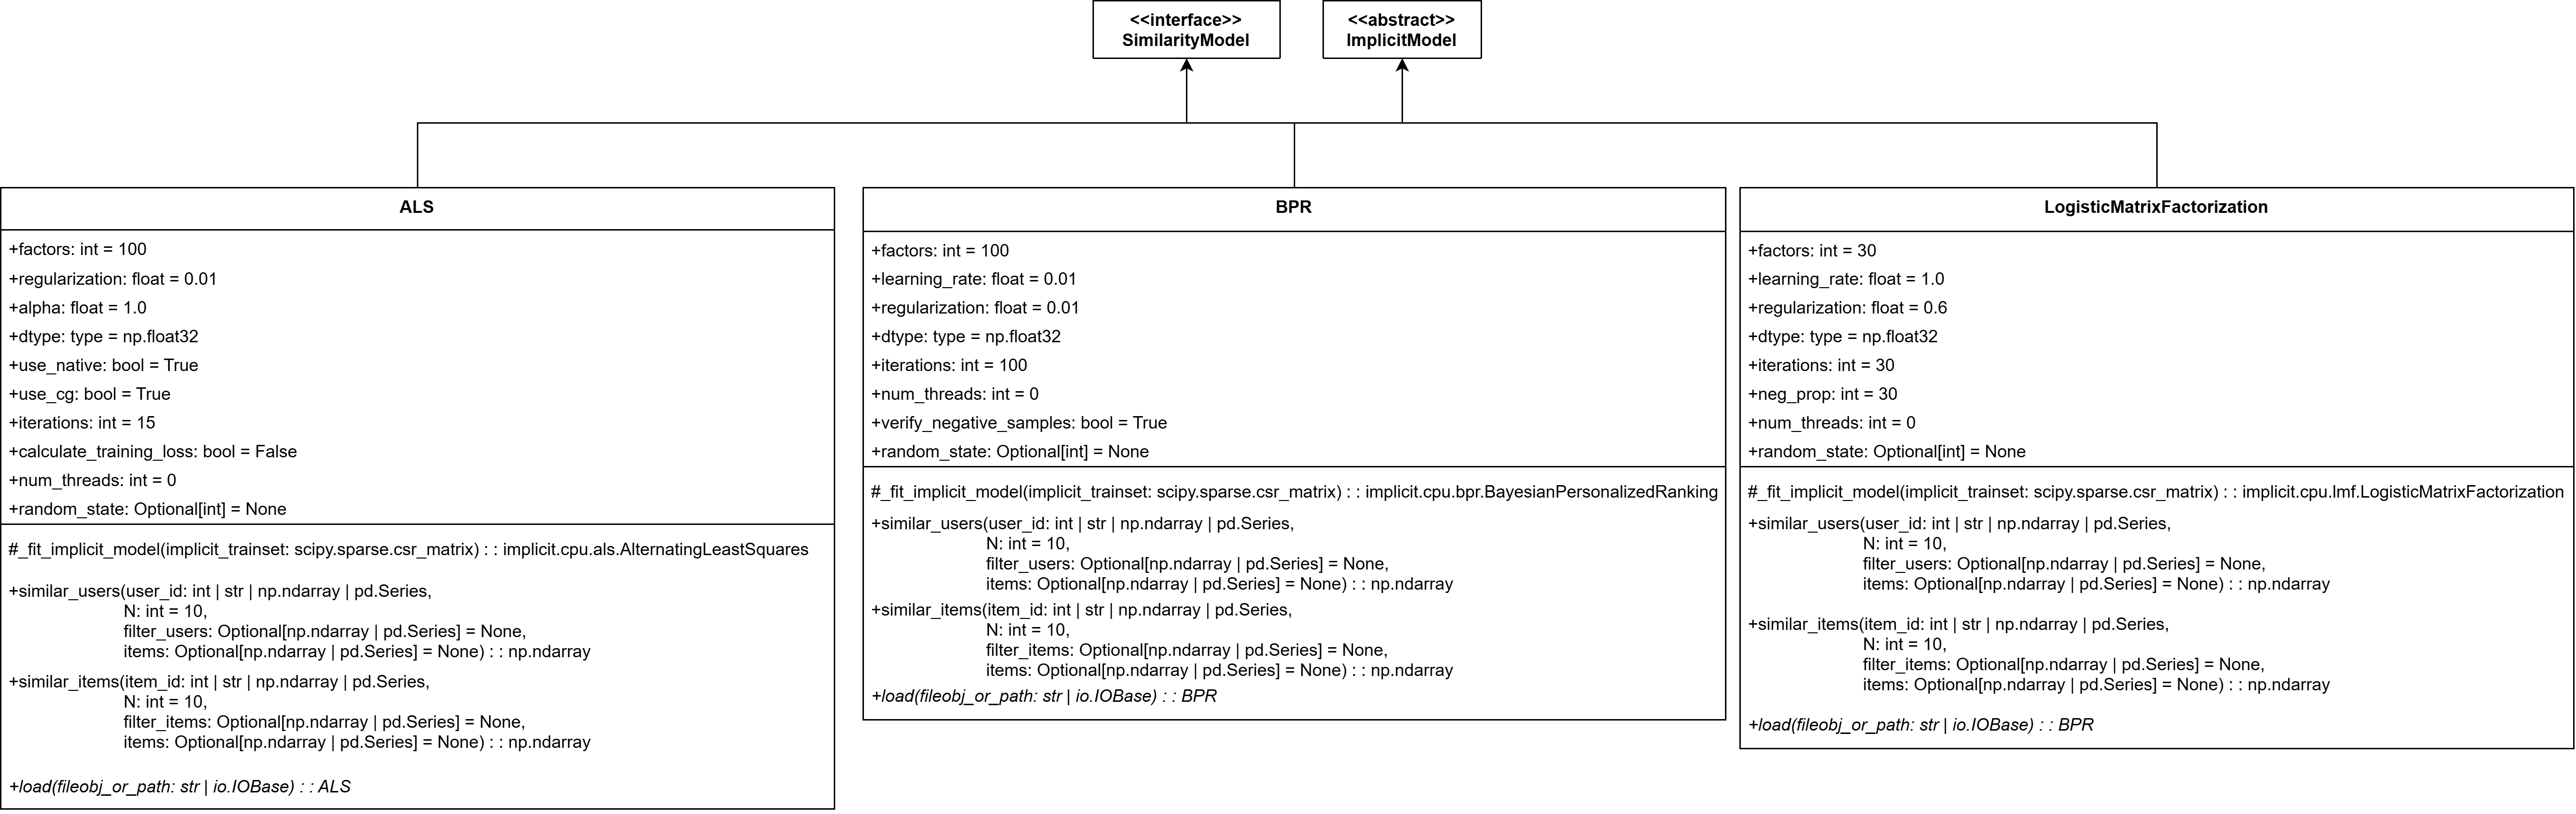 <<interface>>
SimilarityModel
<<abstract>>
ImplicitModel
ALS
+factors: int = 100
+regularization: float = 0.01
+alpha: float = 1.0
+dtype: type = np.float32
+use_native: bool = True
+use_cg: bool = True
+iterations: int = 15
+calculate_training_loss: bool = False
+num_threads: int = 0
+random_state: Optional[int] = None
#_fit_implicit_model(implicit_trainset: scipy.sparse.csr_matrix) : : implicit.cpu.als.AlternatingLeastSquares
+similar_users(user_id: int | str | np.ndarray | pd.Series,
N: int = 10,
filter_users: Optional[np.ndarray | pd.Series] = None,
items: Optional[np.ndarray | pd.Series] = None) : : np.ndarray
+similar_items(item_id: int | str | np.ndarray | pd.Series,
N: int = 10,
filter_items: Optional[np.ndarray | pd.Series] = None,
items: Optional[np.ndarray | pd.Series] = None) : : np.ndarray
+load(fileobj_or_path: str | io.IOBase) : : ALS
BPR
+factors: int = 100
+learning_rate: float = 0.01
+regularization: float = 0.01
+dtype: type = np.float32
+iterations: int = 100
+num_threads: int = 0
+verify_negative_samples: bool = True
+random_state: Optional[int] = None
#_fit_implicit_model(implicit_trainset: scipy.sparse.csr_matrix) : : implicit.cpu.bpr.BayesianPersonalizedRanking
+similar_users(user_id: int | str | np.ndarray | pd.Series,
N: int = 10,
filter_users: Optional[np.ndarray | pd.Series] = None,
items: Optional[np.ndarray | pd.Series] = None) : : np.ndarray
+similar_items(item_id: int | str | np.ndarray | pd.Series,
N: int = 10,
filter_items: Optional[np.ndarray | pd.Series] = None,
items: Optional[np.ndarray | pd.Series] = None) : : np.ndarray
+load(fileobj_or_path: str | io.IOBase) : : BPR
LogisticMatrixFactorization
+factors: int = 30
+learning_rate: float = 1.0
+regularization: float = 0.6
+dtype: type = np.float32
+iterations: int = 30
+neg_prop: int = 30
+num_threads: int = 0
+random_state: Optional[int] = None
#_fit_implicit_model(implicit_trainset: scipy.sparse.csr_matrix) : : implicit.cpu.lmf.LogisticMatrixFactorization
+similar_users(user_id: int | str | np.ndarray | pd.Series,
N: int = 10,
filter_users: Optional[np.ndarray | pd.Series] = None,
items: Optional[np.ndarray | pd.Series] = None) : : np.ndarray
+similar_items(item_id: int | str | np.ndarray | pd.Series,
N: int = 10,
filter_items: Optional[np.ndarray | pd.Series] = None,
items: Optional[np.ndarray | pd.Series] = None) : : np.ndarray
+load(fileobj_or_path: str | io.IOBase) : : BPR